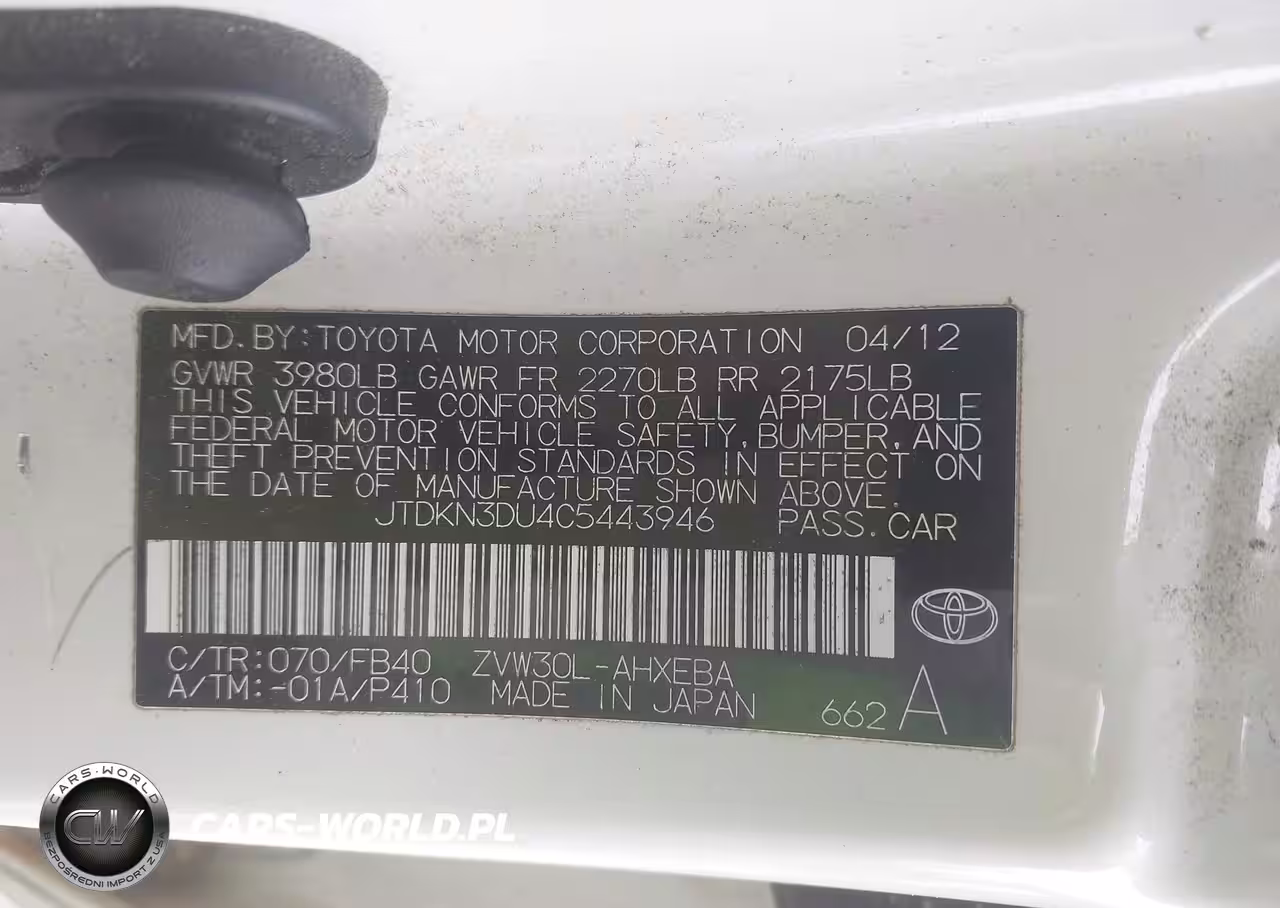 MFD.BY:TOYOTA MOTOR CORPORATION 04/12
GVWR 3980LB GAWR FR 2270LB RR 2175LB
THIS VEHICLE CONFORMS TO ALL APPLICABLE
FEDERAL MOTOR VEHICLE SAFETY, BUMPER, AND
THEFT PREVENTION STANDARDS IN EFFECT ON
THE DATE OF MANUFACTURE SHOWN ABOVE.
JTDKN3DU4C5443946 PASS.CAR
C/TR:070/FB40 ZVW30L-AHXEBA
A/TM:-01A/P410 MADE IN JAPAN 662 A
CARS-WORLD
CW
BEZPOŚREDNI IMPORT Z USA
CARS-WORLD.PL